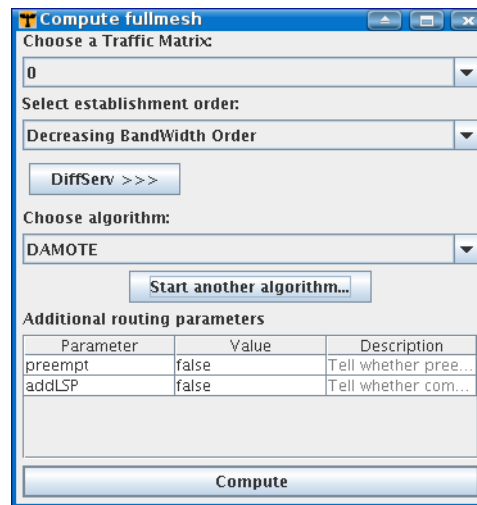 Compute fullmesh
Choose a Traffic Matrix:
0
Select establishment order:
Decreasing BandWidth Order
DiffServ >>>
Choose algorithm:
DAMOTE
Start another algorithm...
Additional routing parameters
Parameter Value Description
preempt false Tell whether pree...
addLSP false Tell whether com...
Compute